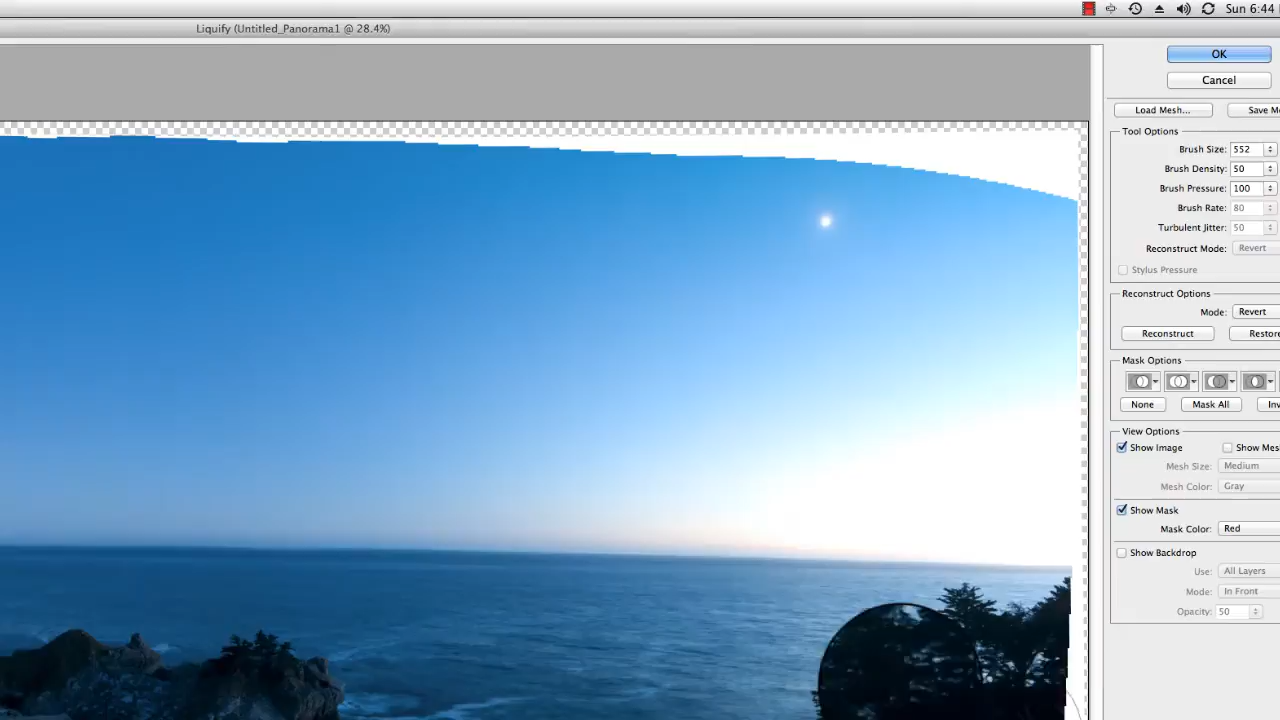 Sun 6:44
Liquify (Untitled_Panorama1 @ 28.4%)
OK
Cancel
Load Mesh...
Save M
Tool Options
Brush Size: 552
Brush Density: 50
Brush Pressure: 100
Brush Rate: 80
Turbulent Jitter: 50
Reconstruct Mode: Revert
Stylus Pressure
Reconstruct Options
Mode: Revert
Reconstruct
Restore
Mask Options
None
Mask All
Inv
View Options
Show Image
Show Mes
Mesh Size: Medium
Mesh Color: Gray
Show Mask
Mask Color: Red
Show Backdrop
Use: All Layers
Mode: In Front
Opacity: 50